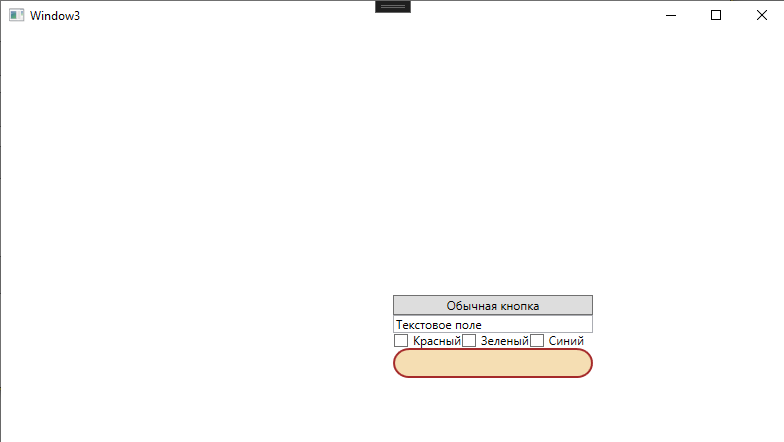 Window3
Обычная кнопка
Текстовое поле
Красный Зеленый Синий